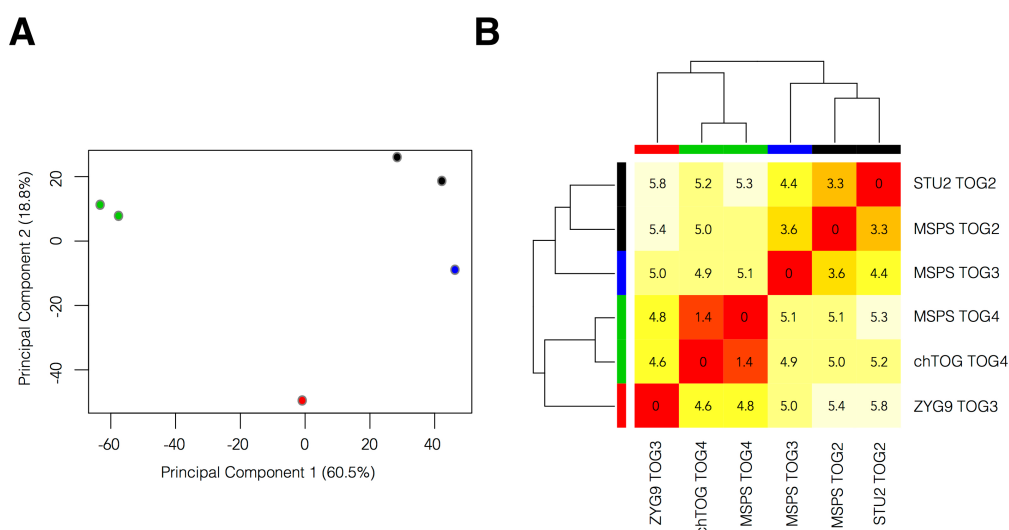 A
B
20
0
-20
-40
Principal Component 2 (18.8%)
-60 -40 -20 0 20 40
Principal Component 1 (60.5%)
5.8 5.2 5.3 4.4 3.3 0 STU2 TOG2
5.4 5.0 3.6 0 3.3 MSPS TOG2
5.0 4.9 5.1 0 3.6 4.4 MSPS TOG3
4.8 1.4 0 5.1 5.1 5.3 MSPS TOG4
4.6 0 1.4 4.9 5.0 5.2 chTOG TOG4
0 4.6 4.8 5.0 5.4 5.8 ZYG9 TOG3
ZYG9 TOG3
chTOG TOG4
MSPS TOG4
MSPS TOG3
MSPS TOG2
STU2 TOG2